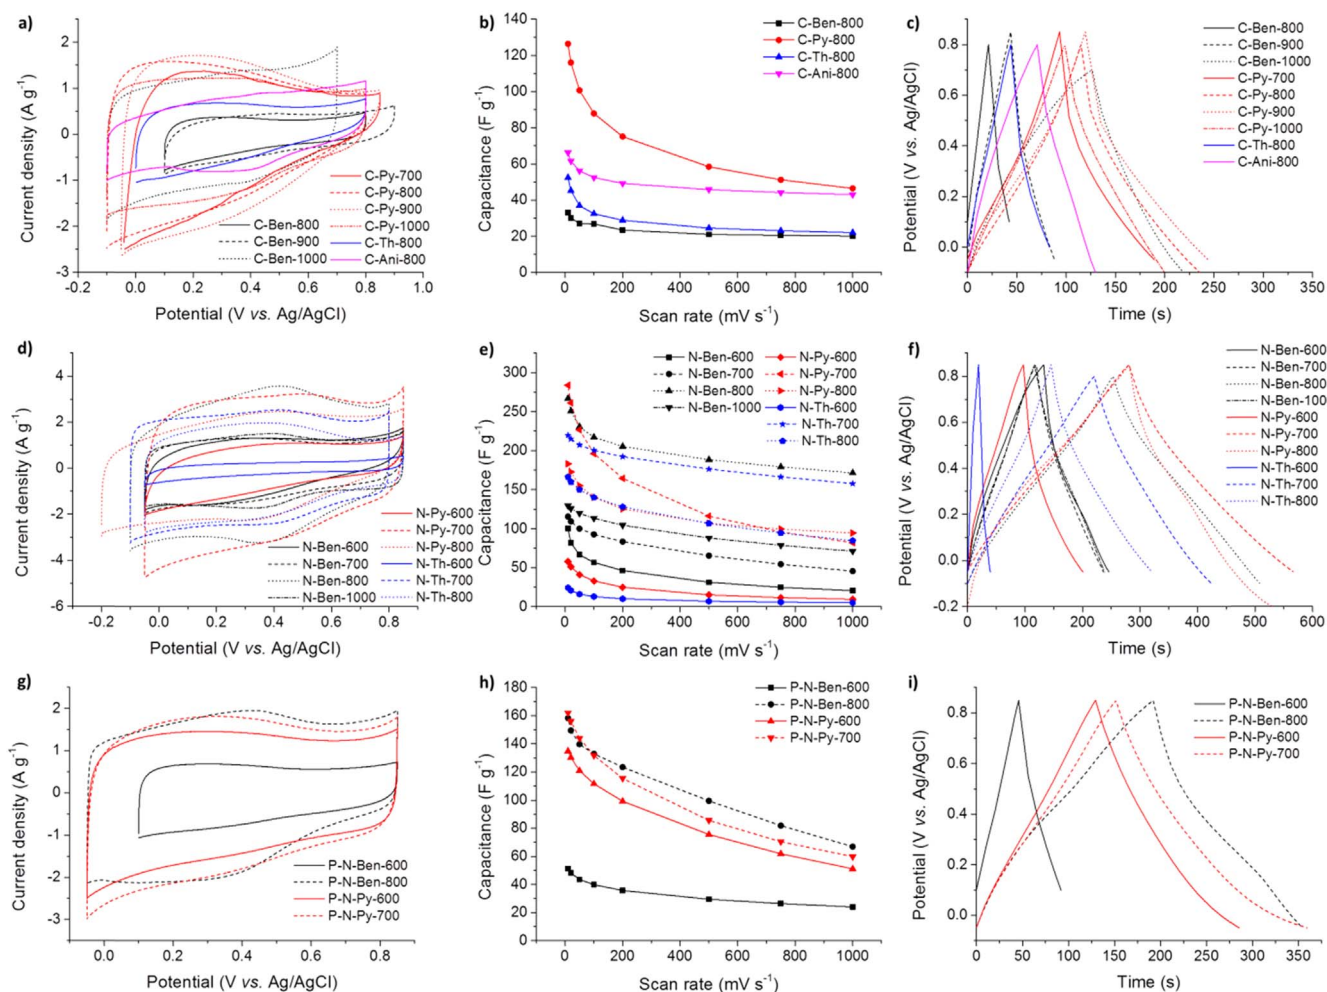 a)
2
1
0
-1
-2
-3
Current density (A g⁻¹)
C-Py-700
C-Py-800
C-Py-900
C-Py-1000
C-Ben-800
C-Th-800
C-Ben-900
C-Ani-800
C-Ben-1000
-0.2 0.0 0.2 0.4 0.6 0.8 1.0
Potential (V vs. Ag/AgCl)
b)
140
120
100
80
60
40
20
0
Capacitance (F g⁻¹)
C-Ben-800
C-Py-800
C-Th-800
C-Ani-800
0 200 400 600 800 1000
Scan rate (mV s⁻¹)
c)
0.8
0.4
0.0
Potential (V vs. Ag/AgCl)
C-Ben-800
C-Ben-900
C-Ben-1000
C-Py-700
C-Py-800
C-Py-900
C-Py-1000
C-Th-800
C-Ani-800
0 50 100 150 200 250 300 350
Time (s)
d)
4
2
0
-2
-4
-6
Current density (A g⁻¹)
N-Py-600
N-Py-700
N-Ben-600
N-Py-800
N-Ben-700
N-Th-600
N-Ben-800
N-Th-700
N-Ben-1000
N-Th-800
-0.2 0.0 0.2 0.4 0.6 0.8
Potential (V vs. Ag/AgCl)
e)
300
250
200
150
100
50
0
Capacitance (F g⁻¹)
N-Ben-600 N-Py-600
N-Ben-700 N-Py-700
N-Ben-800 N-Py-800
N-Ben-1000 N-Th-600
N-Th-700
N-Th-800
0 200 400 600 800 1000
Scan rate (mV s⁻¹)
f)
0.8
0.6
0.4
0.2
0.0
-0.2
Potential (V vs. Ag/AgCl)
N-Ben-600
N-Ben-700
N-Ben-800
N-Ben-100
N-Py-600
N-Py-700
N-Py-800
N-Th-600
N-Th-700
N-Th-800
0 100 200 300 400 500 600
Time (s)
g)
2
1
0
-1
-2
-3
Current density (A g⁻¹)
P-N-Ben-600
P-N-Ben-800
P-N-Py-600
P-N-Py-700
0.0 0.2 0.4 0.6 0.8
Potential (V vs. Ag/AgCl)
h)
180
160
140
120
100
80
60
40
20
0
Capacitance (F g⁻¹)
P-N-Ben-600
P-N-Ben-800
P-N-Py-600
P-N-Py-700
0 200 400 600 800 1000
Scan rate (mV s⁻¹)
i)
0.8
0.6
0.4
0.2
0.0
Potential (V vs. Ag/AgCl)
P-N-Ben-600
P-N-Ben-800
P-N-Py-600
P-N-Py-700
0 50 100 150 200 250 300 350
Time (s)